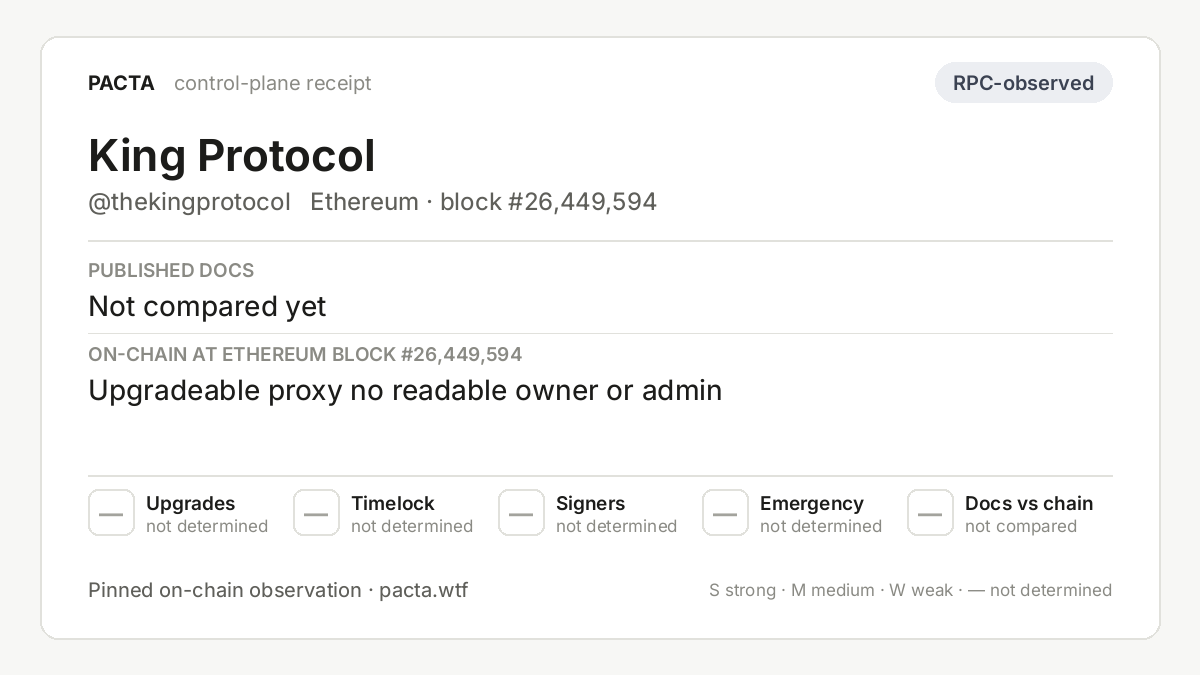 PACTA control-plane receipt RPC-observed
King Protocol
@thekingprotocol Ethereum · block #26,449,594
PUBLISHED DOCS
Not compared yet
ON-CHAIN AT ETHEREUM BLOCK #26,449,594
Upgradeable proxy no readable owner or admin
— Upgrades not determined
— Timelock not determined
— Signers not determined
— Emergency not determined
— Docs vs chain not compared
Pinned on-chain observation · pacta.wtf
S strong · M medium · W weak · — not determined